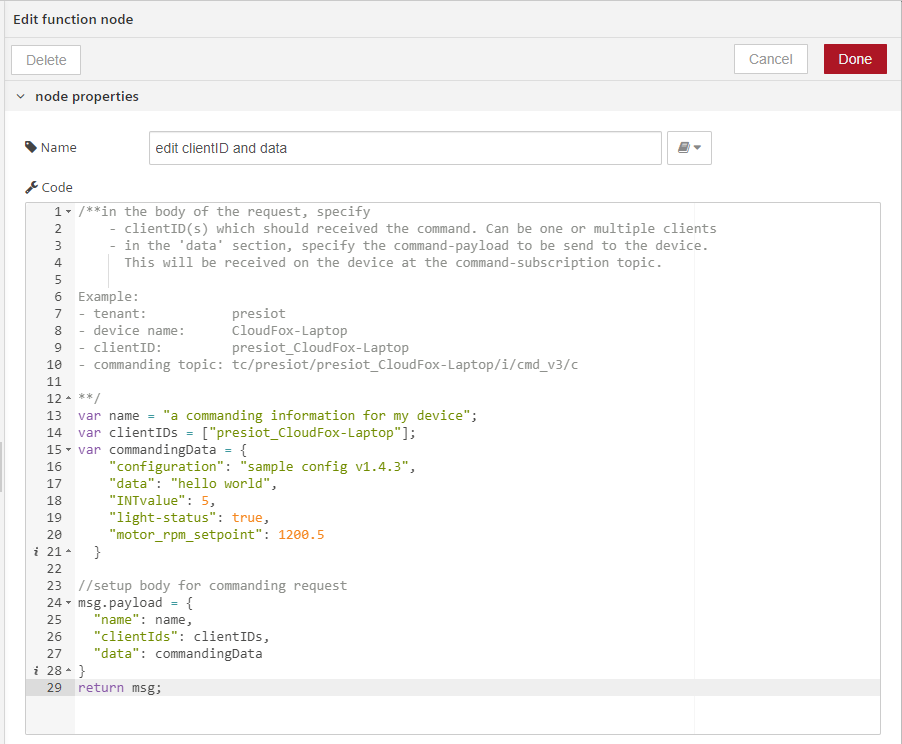 Edit function node
Delete
Cancel
Done
node properties
Name
edit clientID and data
Code
1 /**in the body of the request, specify
2 - clientID(s) which should received the command. Can be one or multiple clients
3 - in the 'data' section, specify the command-payload to be send to the device.
4 This will be received on the device at the command-subscription topic.
5
6 Example:
7 - tenant: presiot
8 - device name: CloudFox-Laptop
9 - clientID: presiot_CloudFox-Laptop
10 - commanding topic: tc/presiot/presiot_CloudFox-Laptop/i/cmd_v3/c
11
12 **/
13 var name = "a commanding information for my device";
14 var clientIDs = ["presiot_CloudFox-Laptop"];
15 var commandingData = {
16 "configuration": "sample config v1.4.3",
17 "data": "hello world",
18 "INTvalue": 5,
19 "light-status": true,
20 "motor_rpm_setpoint": 1200.5
i 21 }
22
23 //setup body for commanding request
24 msg.payload = {
25 "name": name,
26 "clientIds": clientIDs,
27 "data": commandingData
i 28 }
29 return msg;